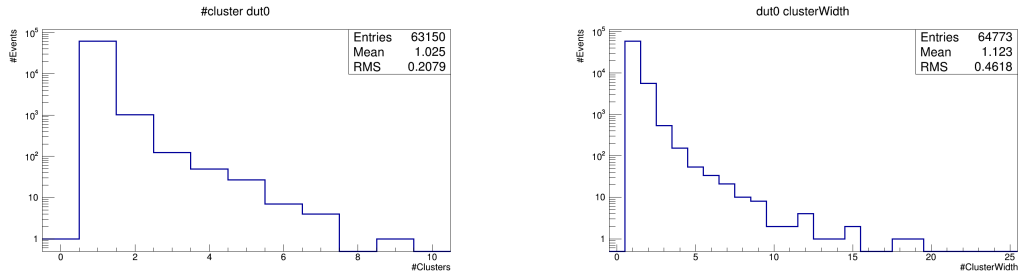 #cluster dut0
#Events
10^5
10^4
10^3
10^2
10
1
Entries 63150
Mean 1.025
RMS 0.2079
0 2 4 6 8 10
#Clusters
dut0 clusterWidth
#Events
10^5
10^4
10^3
10^2
10
1
Entries 64773
Mean 1.123
RMS 0.4618
0 5 10 15 20 25
#ClusterWidth